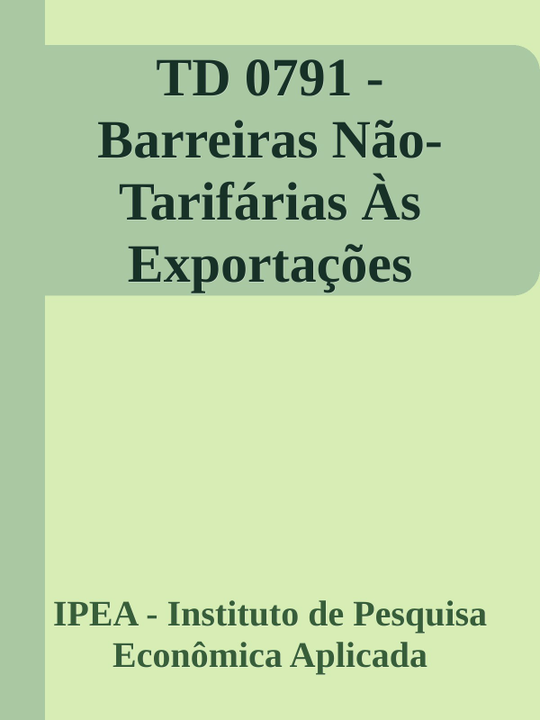 TD 0791 -
Barreiras Não-
Tarifárias Às
Exportações
IPEA - Instituto de Pesquisa
Econômica Aplicada